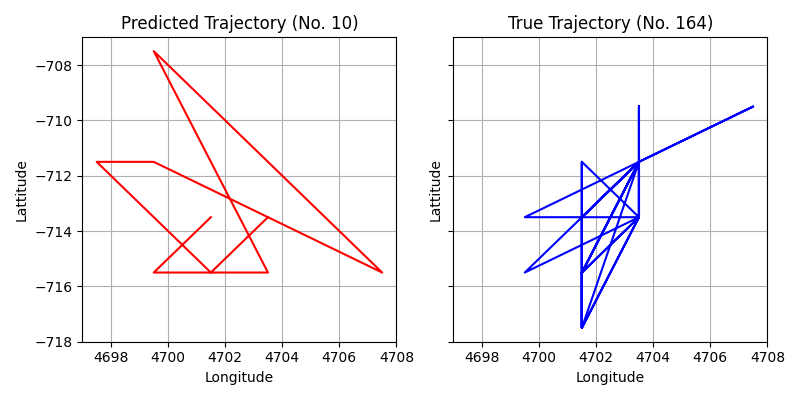 Predicted Trajectory (No. 10)
True Trajectory (No. 164)
−708
−710
−712
−714
−716
−718
Lattitude
Lattitude
4698 4700 4702 4704 4706 4708
4698 4700 4702 4704 4706 4708
Longitude
Longitude